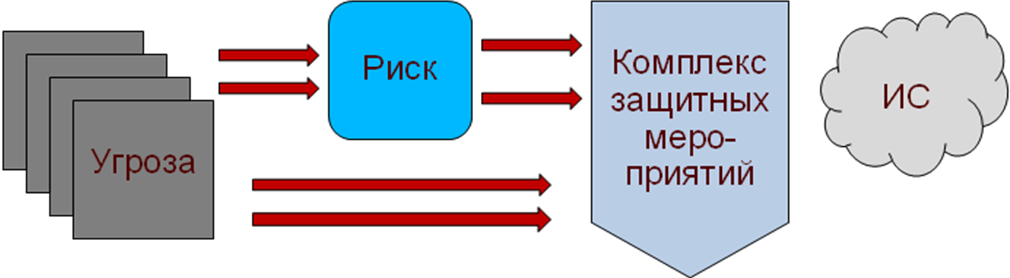 Угроза
Риск
Комплекс
защитных
меро-
приятий
ИС